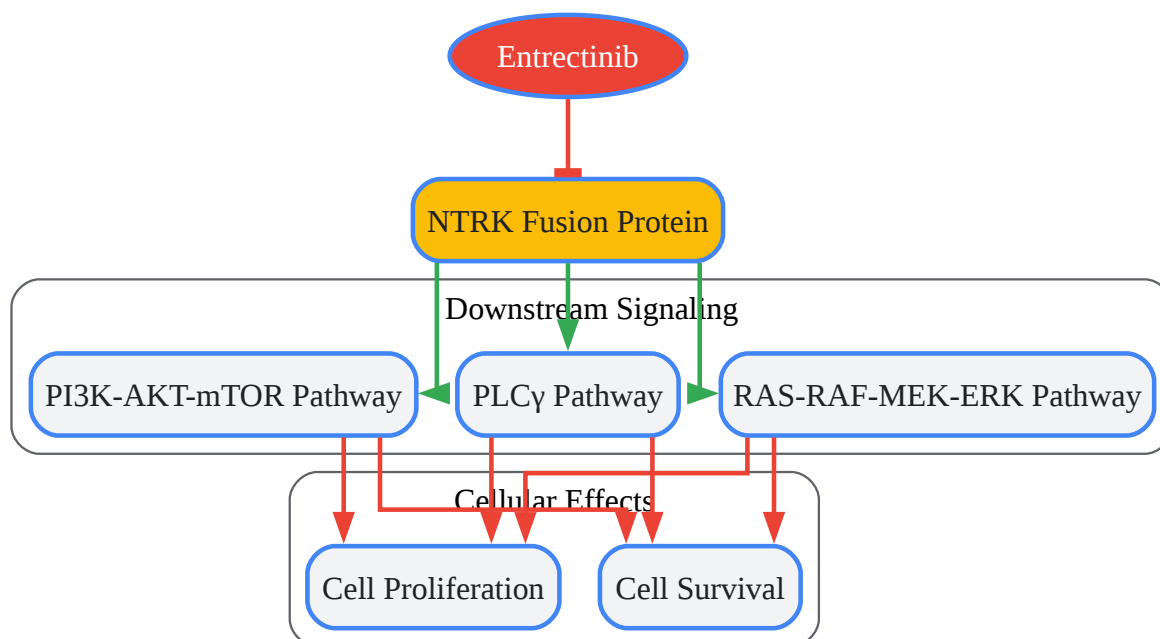 Entrectinib
NTRK Fusion Protein
Downstream Signaling
PI3K-AKT-mTOR Pathway
PLCγ Pathway
RAS-RAF-MEK-ERK Pathway
Cellular Effects
Cell Proliferation
Cell Survival